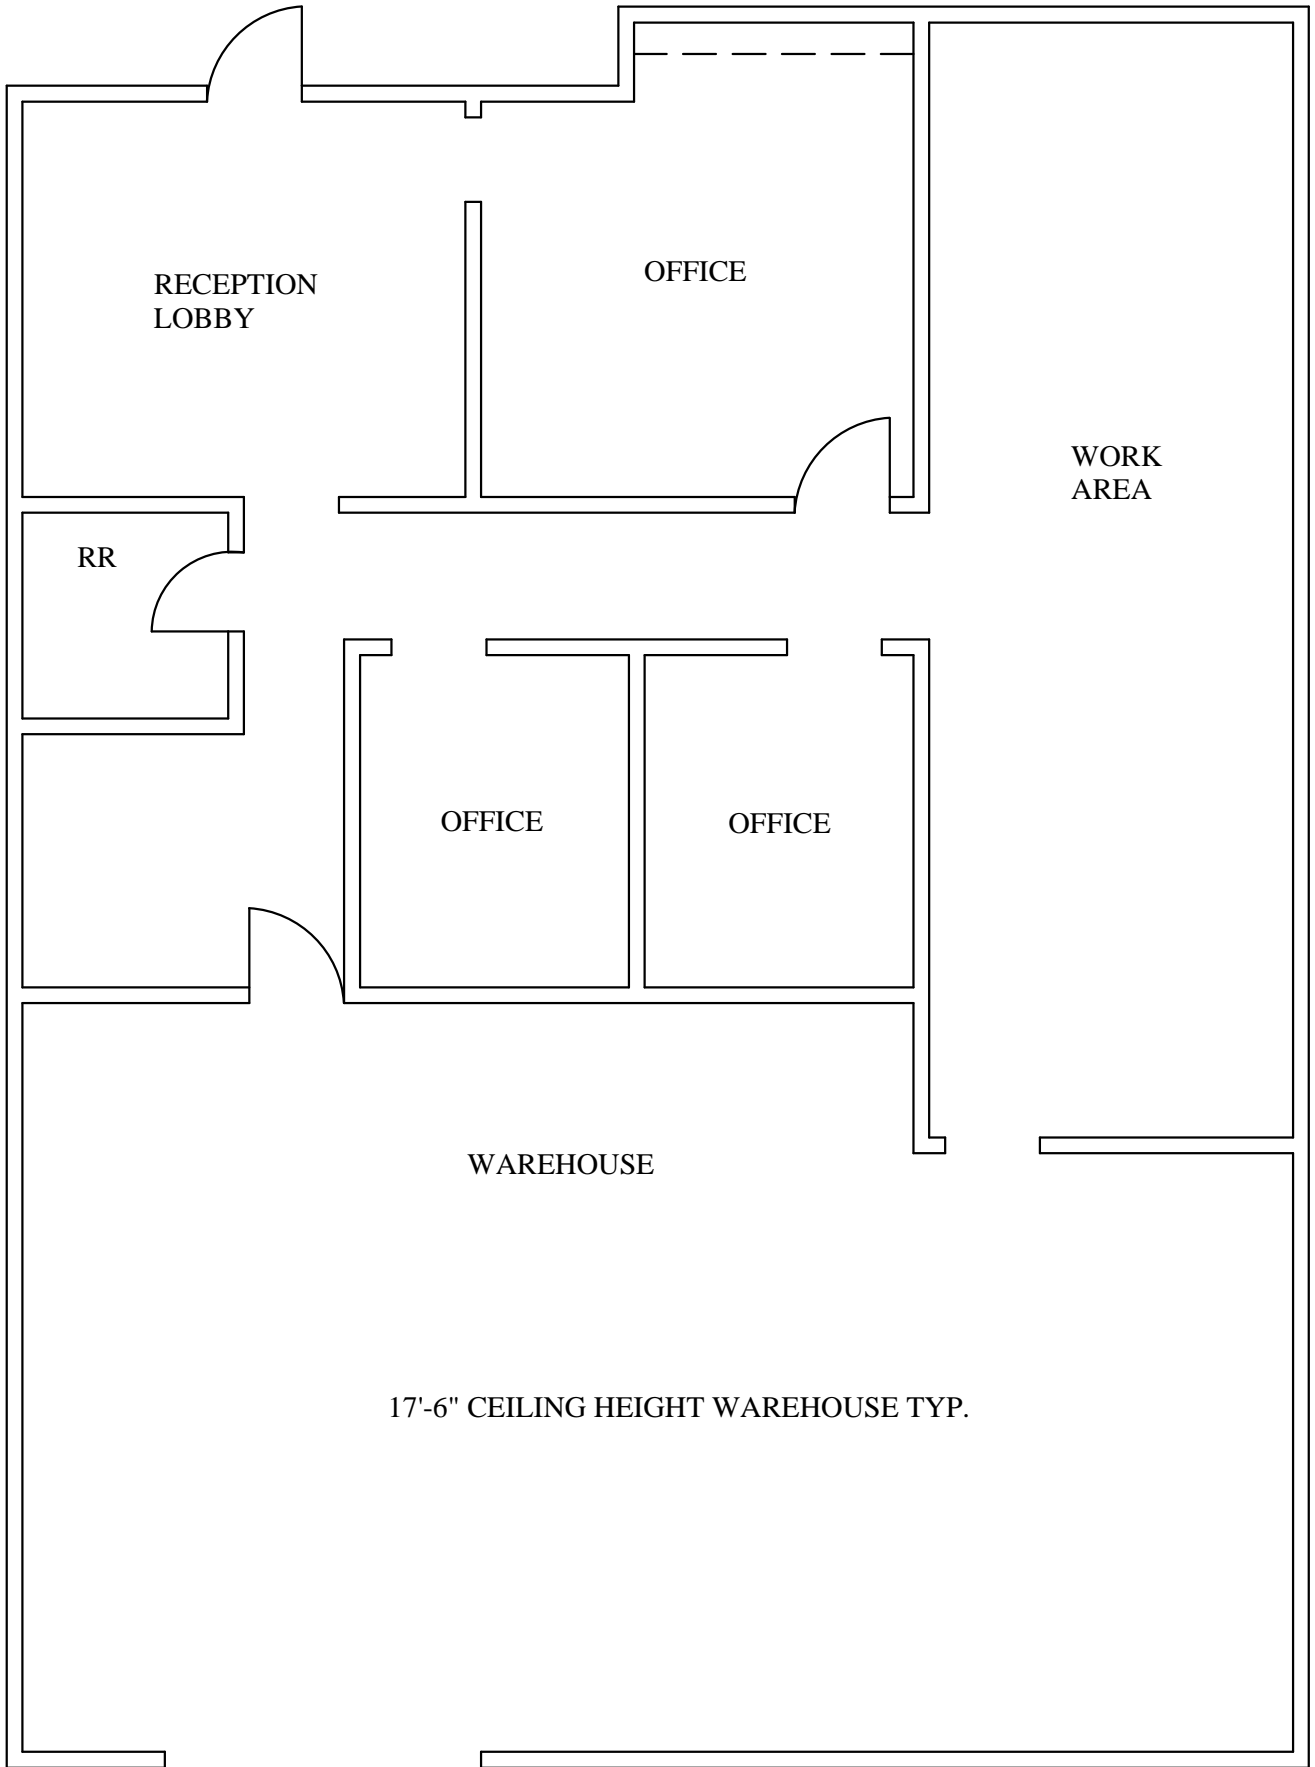 RECEPTION
LOBBY
OFFICE
WORK
AREA
RR
OFFICE
OFFICE
WAREHOUSE
17'-6" CEILING HEIGHT WAREHOUSE TYP.